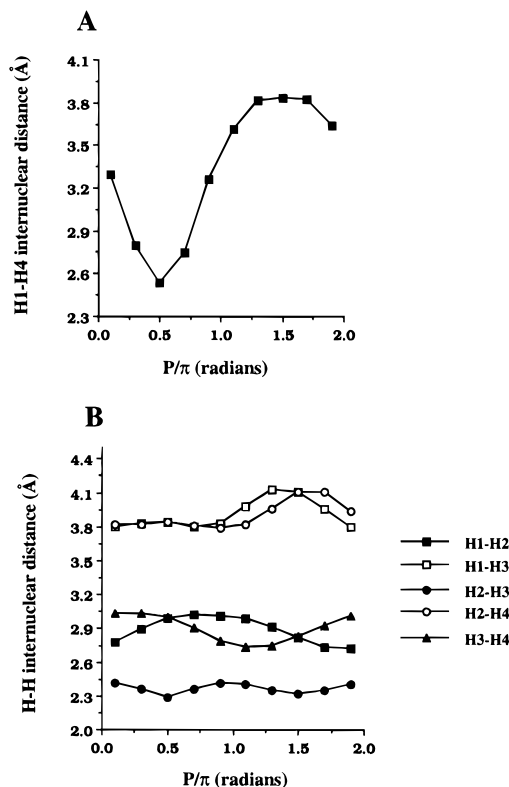 A
H1-H4 internuclear distance (Å)
4.1
3.8
3.5
3.2
2.9
2.6
2.3
0.0 0.5 1.0 1.5 2.0
P/π (radians)
B
H-H internuclear distance (Å)
4.4
4.1
3.8
3.5
3.2
2.9
2.6
2.3
2.0
0.0 0.5 1.0 1.5 2.0
P/π (radians)
H1-H2
H1-H3
H2-H3
H2-H4
H3-H4